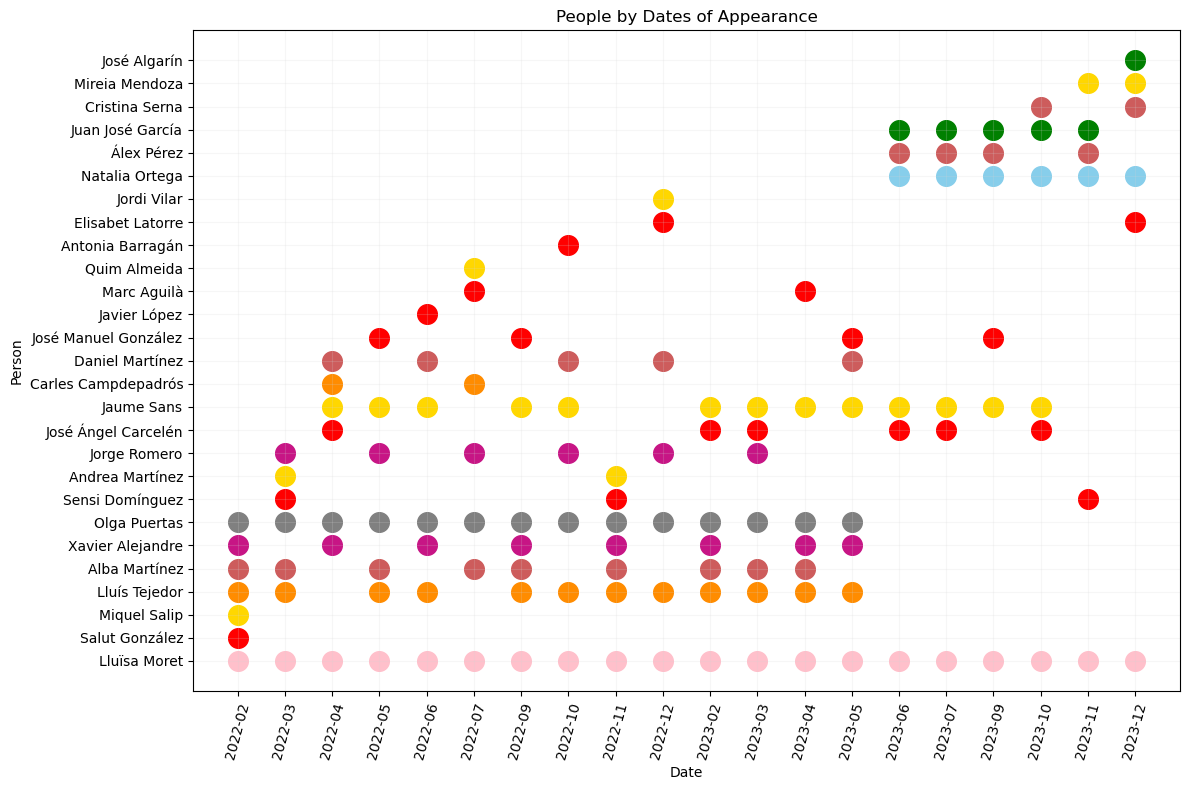 People by Dates of Appearance
José Algarín
Mireia Mendoza
Cristina Serna
Juan José García
Álex Pérez
Natalia Ortega
Jordi Vilar
Elisabet Latorre
Antonia Barragán
Quim Almeida
Marc Aguilà
Javier López
José Manuel González
Daniel Martínez
Carles Campdepadrós
Jaume Sans
José Ángel Carcelén
Jorge Romero
Andrea Martínez
Sensi Domínguez
Olga Puertas
Xavier Alejandre
Alba Martínez
Lluís Tejedor
Miquel Salip
Salut González
Lluïsa Moret
Person
2022-02
2022-03
2022-04
2022-05
2022-06
2022-07
2022-09
2022-10
2022-11
2022-12
2023-02
2023-03
2023-04
2023-05
2023-06
2023-07
2023-09
2023-10
2023-11
2023-12
Date